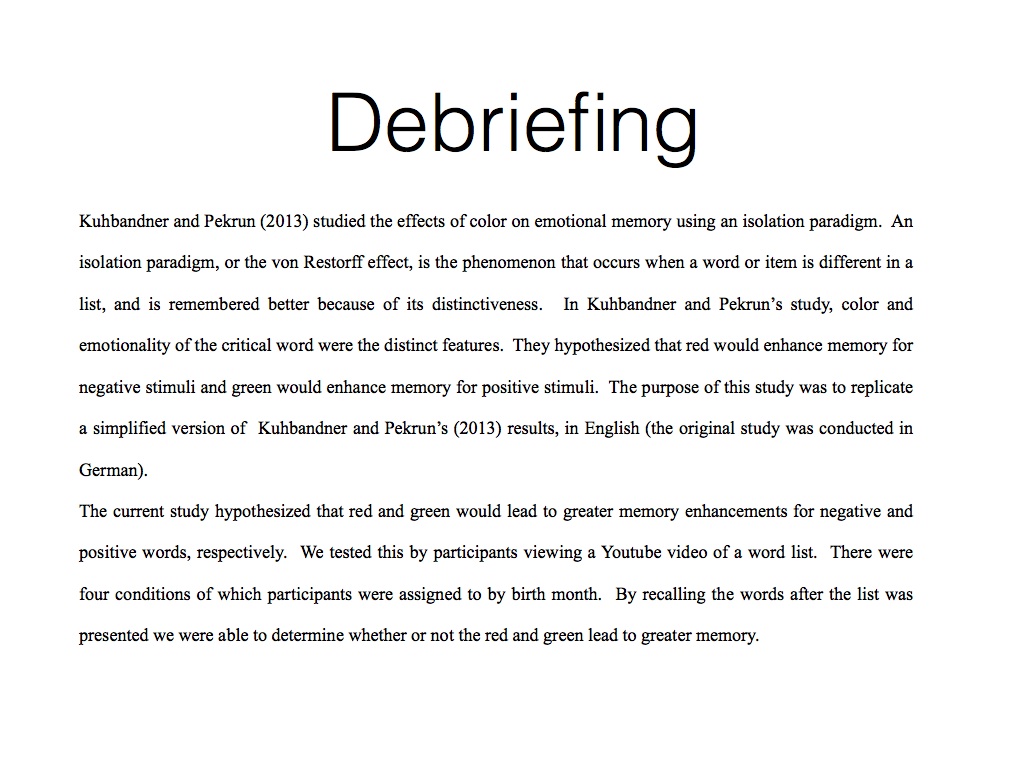 Debriefing
Kuhbandner and Pekrun (2013) studied the effects of color on emotional memory using an isolation paradigm.  An
isolation paradigm, or the von Restorff effect, is the phenomenon that occurs when a word or item is different in a
list, and is remembered better because of its distinctiveness.  In Kuhbandner and Pekrun’s study, color and
emotionality of the critical word were the distinct features.  They hypothesized that red would enhance memory for
negative stimuli and green would enhance memory for positive stimuli.  The purpose of this study was to replicate
a simplified version of  Kuhbandner and Pekrun’s (2013) results, in English (the original study was conducted in
German).
The current study hypothesized that red and green would lead to greater memory enhancements for negative and
positive words, respectively.  We tested this by participants viewing a Youtube video of a word list.  There were
four conditions of which participants were assigned to by birth month.  By recalling the words after the list was
presented we were able to determine whether or not the red and green lead to greater memory.